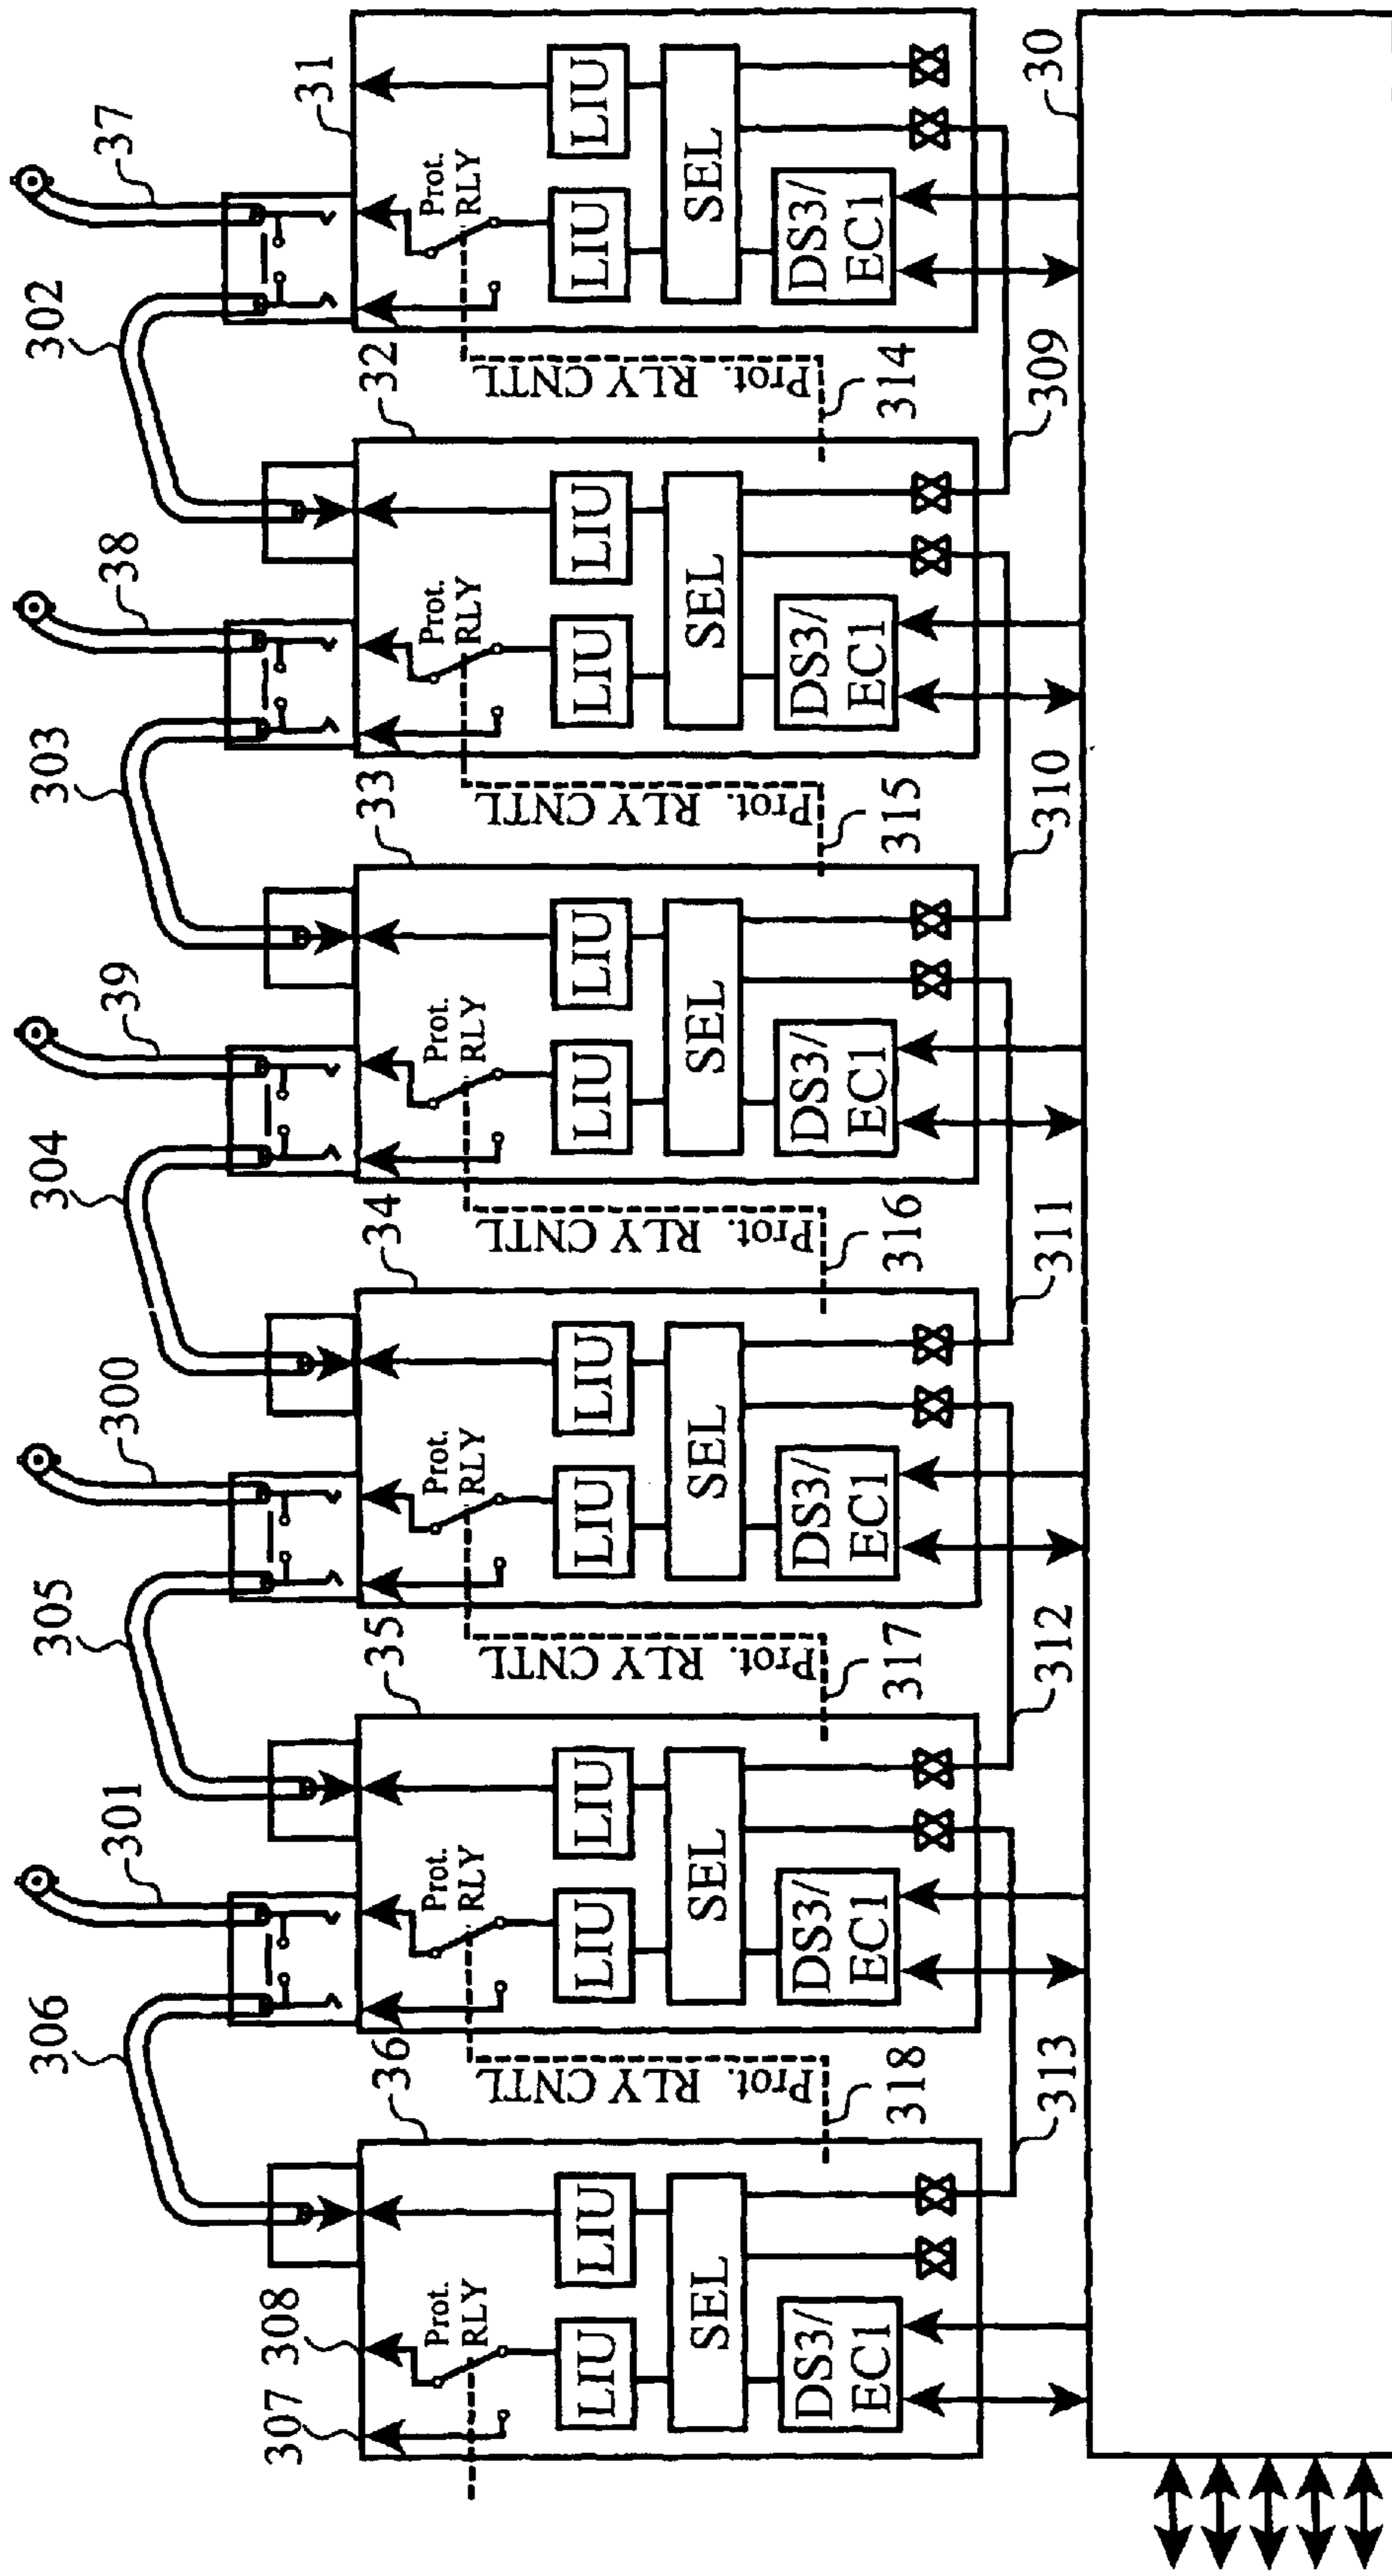 306
305
304
303
302
301
300
39
38
37
307
308
31
36
35
34
33
32
Prot.
RLY
Prot.
RLY
Prot.
RLY
Prot.
RLY
Prot.
RLY
Prot.
RLY
Prot. RLY CNTL
Prot. RLY CNTL
Prot. RLY CNTL
Prot. RLY CNTL
Prot. RLY CNTL
LIU
LIU
LIU
LIU
LIU
LIU
LIU
LIU
LIU
LIU
LIU
LIU
SEL
SEL
SEL
SEL
SEL
SEL
DS3/
EC1
DS3/
EC1
DS3/
EC1
DS3/
EC1
DS3/
EC1
DS3/
EC1
318
317
316
315
314
313
312
311
310
309
30